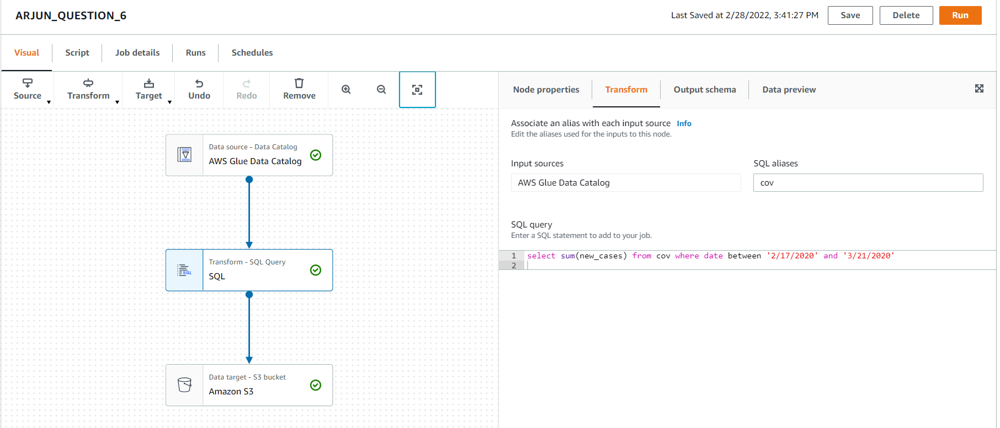 ARJUN_QUESTION_6
Last Saved at 2/28/2022, 3:41:27 PM
Save
Delete
Run
Visual
Script
Job details
Runs
Schedules
Source
Transform
Target
Undo
Redo
Remove
Node properties
Transform
Output schema
Data preview
Data source - Data Catalog
AWS Glue Data Catalog
Transform - SQL Query
SQL
SQL
Data target - S3 bucket
Amazon S3
Associate an alias with each input source Info
Edit the aliases used for the inputs to this node.
Input sources
SQL aliases
AWS Glue Data Catalog
cov
SQL query
Enter a SQL statement to add to your job.
1 select sum(new_cases) from cov where date between '2/17/2020' and '3/21/2020'
2